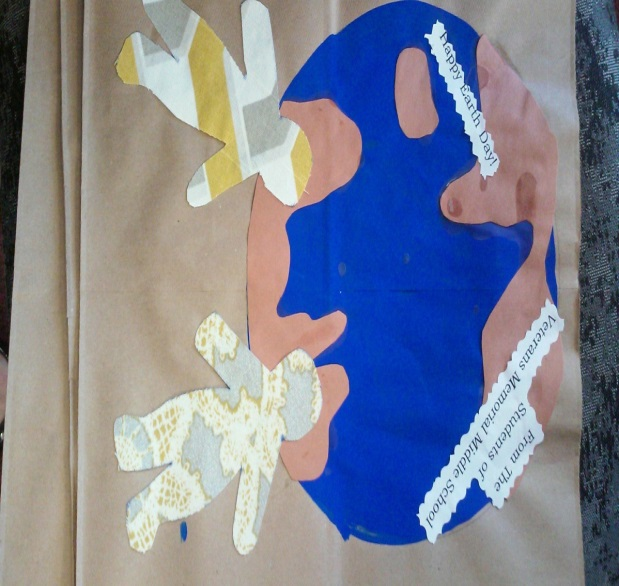 Happy Earth Day!
From The
Students of
Veterans Memorial Middle School